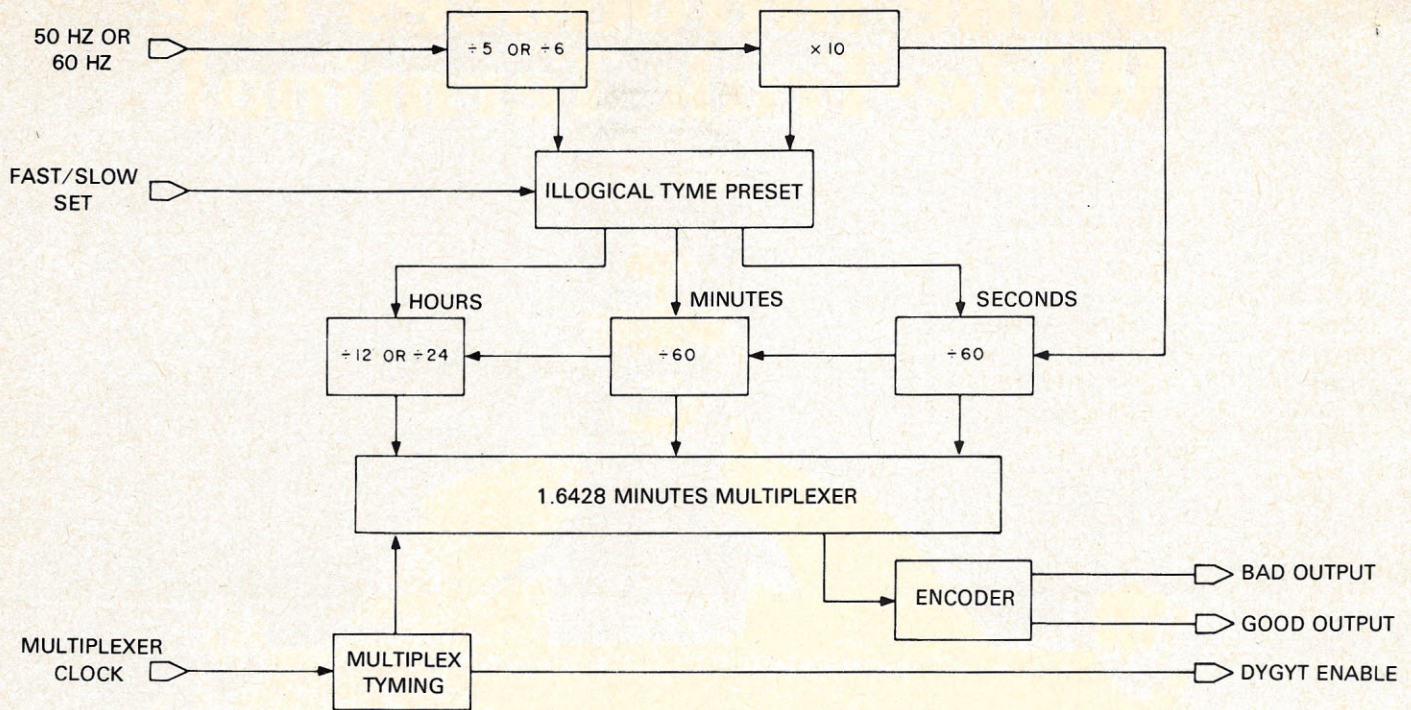 50 HZ OR
60 HZ
÷5 OR ÷6
× 10
FAST/SLOW
SET
ILLOGICAL TYME PRESET
HOURS
MINUTES
SECONDS
÷12 OR ÷24
÷60
÷60
1.6428 MINUTES MULTIPLEXER
ENCODER
BAD OUTPUT
GOOD OUTPUT
MULTIPLEXER
CLOCK
MULTIPLEX
TYMING
DYGYT ENABLE